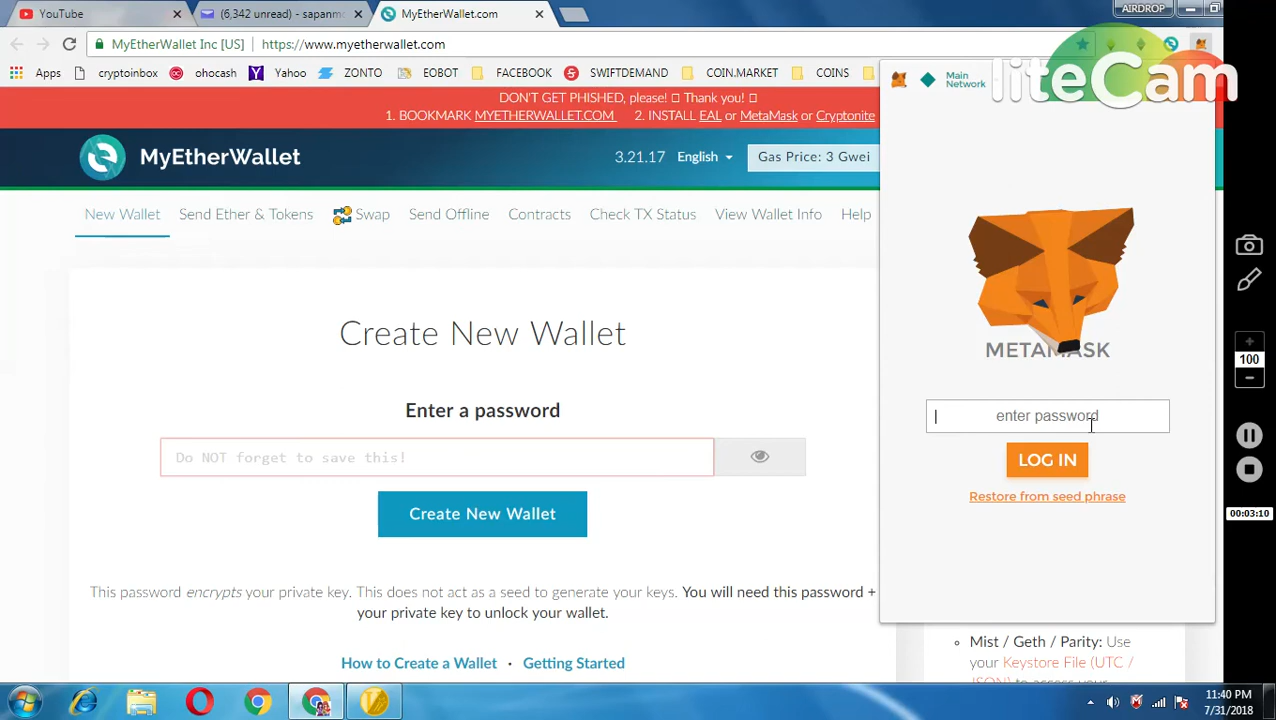 YouTube
(6,342 unread) - sapanmo
MyEtherWallet.com
AIRDROP
MyEtherWallet Inc [US]
https://www.myetherwallet.com
Apps
cryptoinbox
ohocash
Yahoo
ZONTO
EOBOT
FACEBOOK
SWIFTDEMAND
COIN.MARKET
COINS
liteCam
Main
Network
DON'T GET PHISHED, please! Thank you!
1. BOOKMARK MYETHERWALLET.COM 2. INSTALL EAL or MetaMask or Cryptonite
MyEtherWallet
3.21.17 English
Gas Price: 3 Gwei
New Wallet
Send Ether & Tokens
Swap
Send Offline
Contracts
Check TX Status
View Wallet Info
Help
Create New Wallet
Enter a password
Do NOT forget to save this!
Create New Wallet
This password encrypts your private key. This does not act as a seed to generate your keys. You will need this password +
your private key to unlock your wallet.
How to Create a Wallet · Getting Started
METAMASK
enter password
LOG IN
Restore from seed phrase
Mist / Geth / Parity: Use
your Keystore File (UTC /
JSON) to access your
100
00:03:10
11:40 PM
7/31/2018